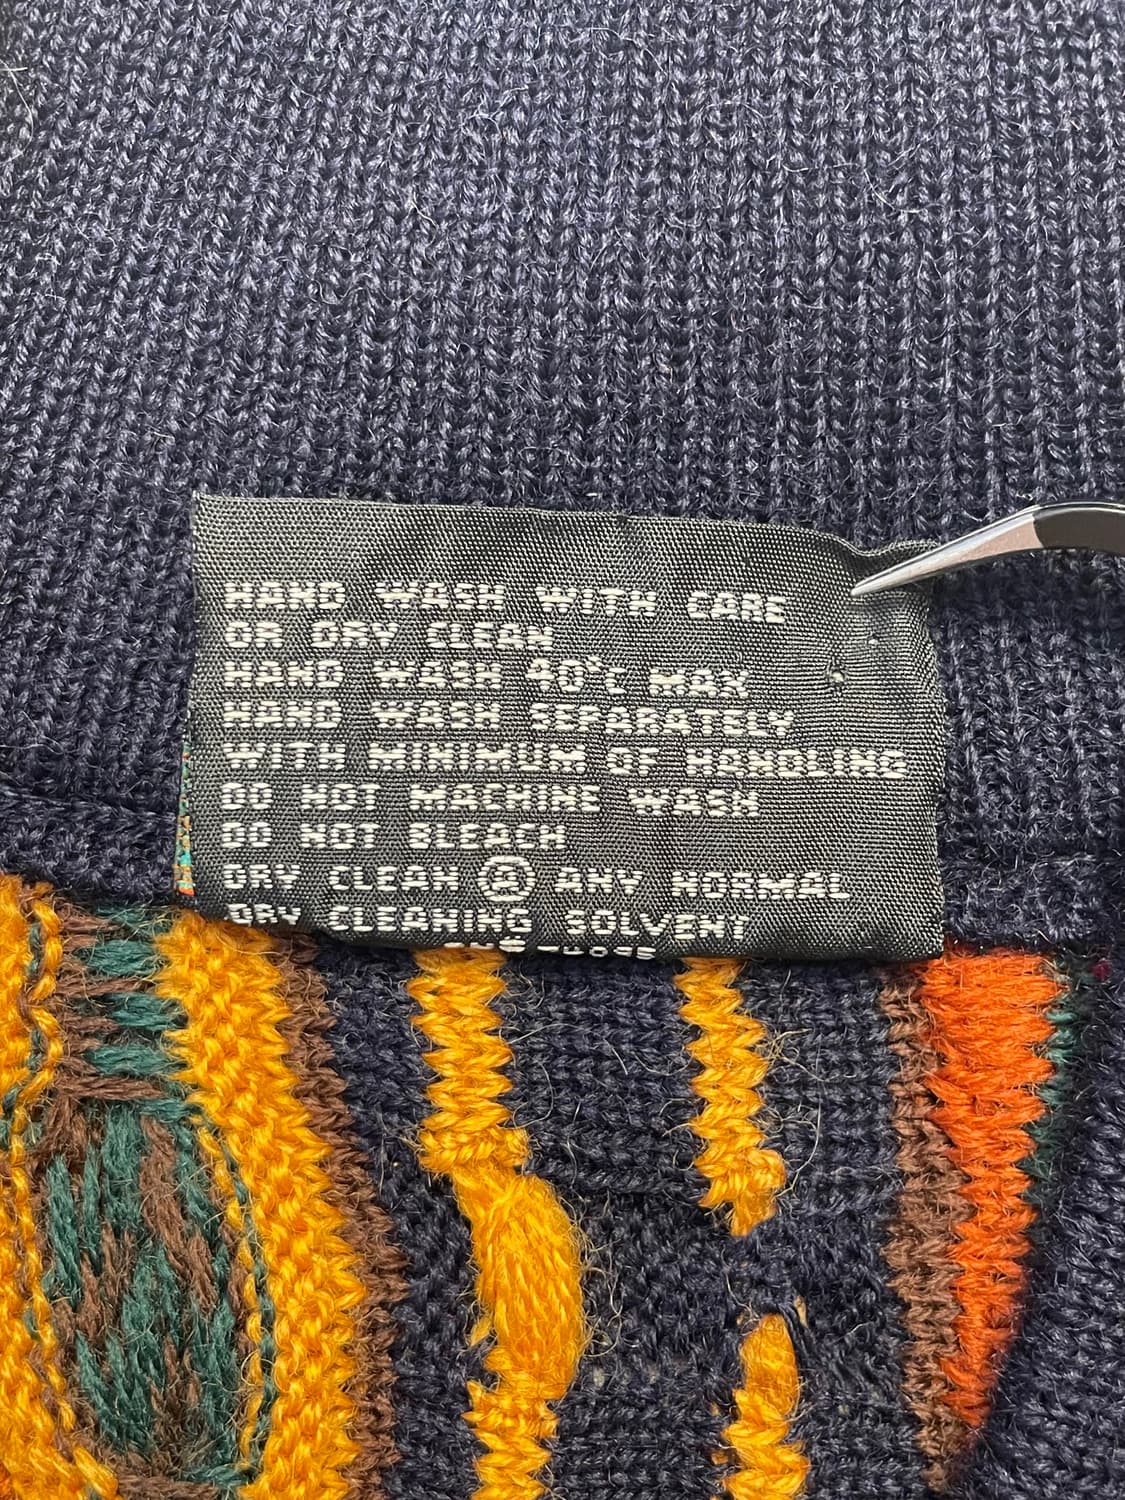 HAND WASH WITH CARE
OR DRY CLEAN
HAND WASH 40°C MAX
HAND WASH SEPARATELY
WITH MINIMUM OF HANDLING
DO NOT MACHINE WASH
DO NOT BLEACH
DRY CLEAN Ⓐ ANY NORMAL
DRY CLEANING SOLVENT